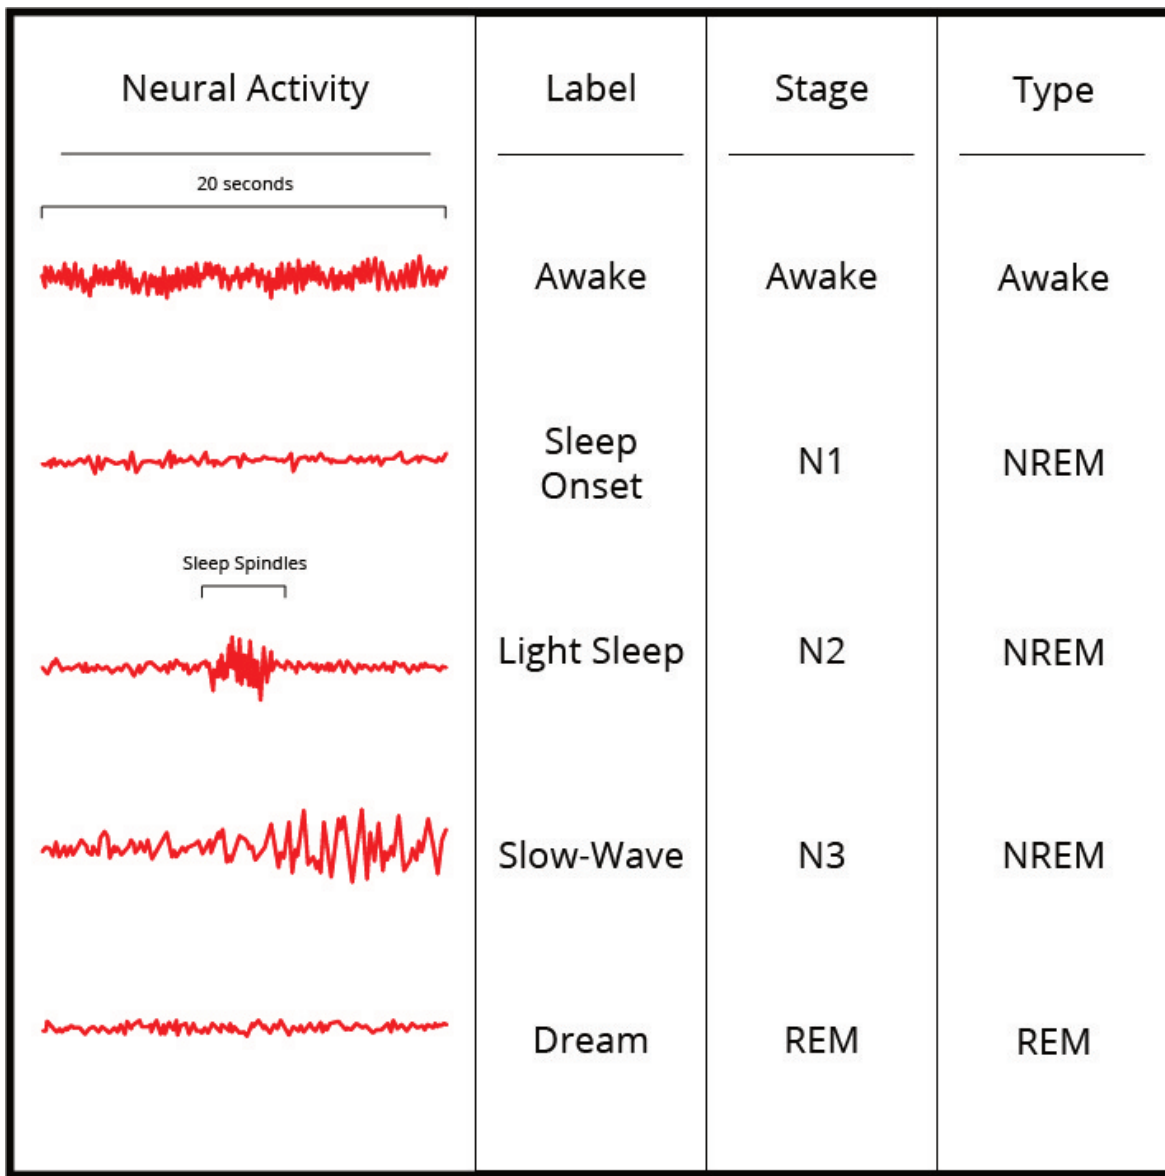 Neural Activity Label Stage Type
20 seconds
Awake Awake Awake
Sleep
Onset N1 NREM
Sleep Spindles
Light Sleep N2 NREM
Slow-Wave N3 NREM
Dream REM REM